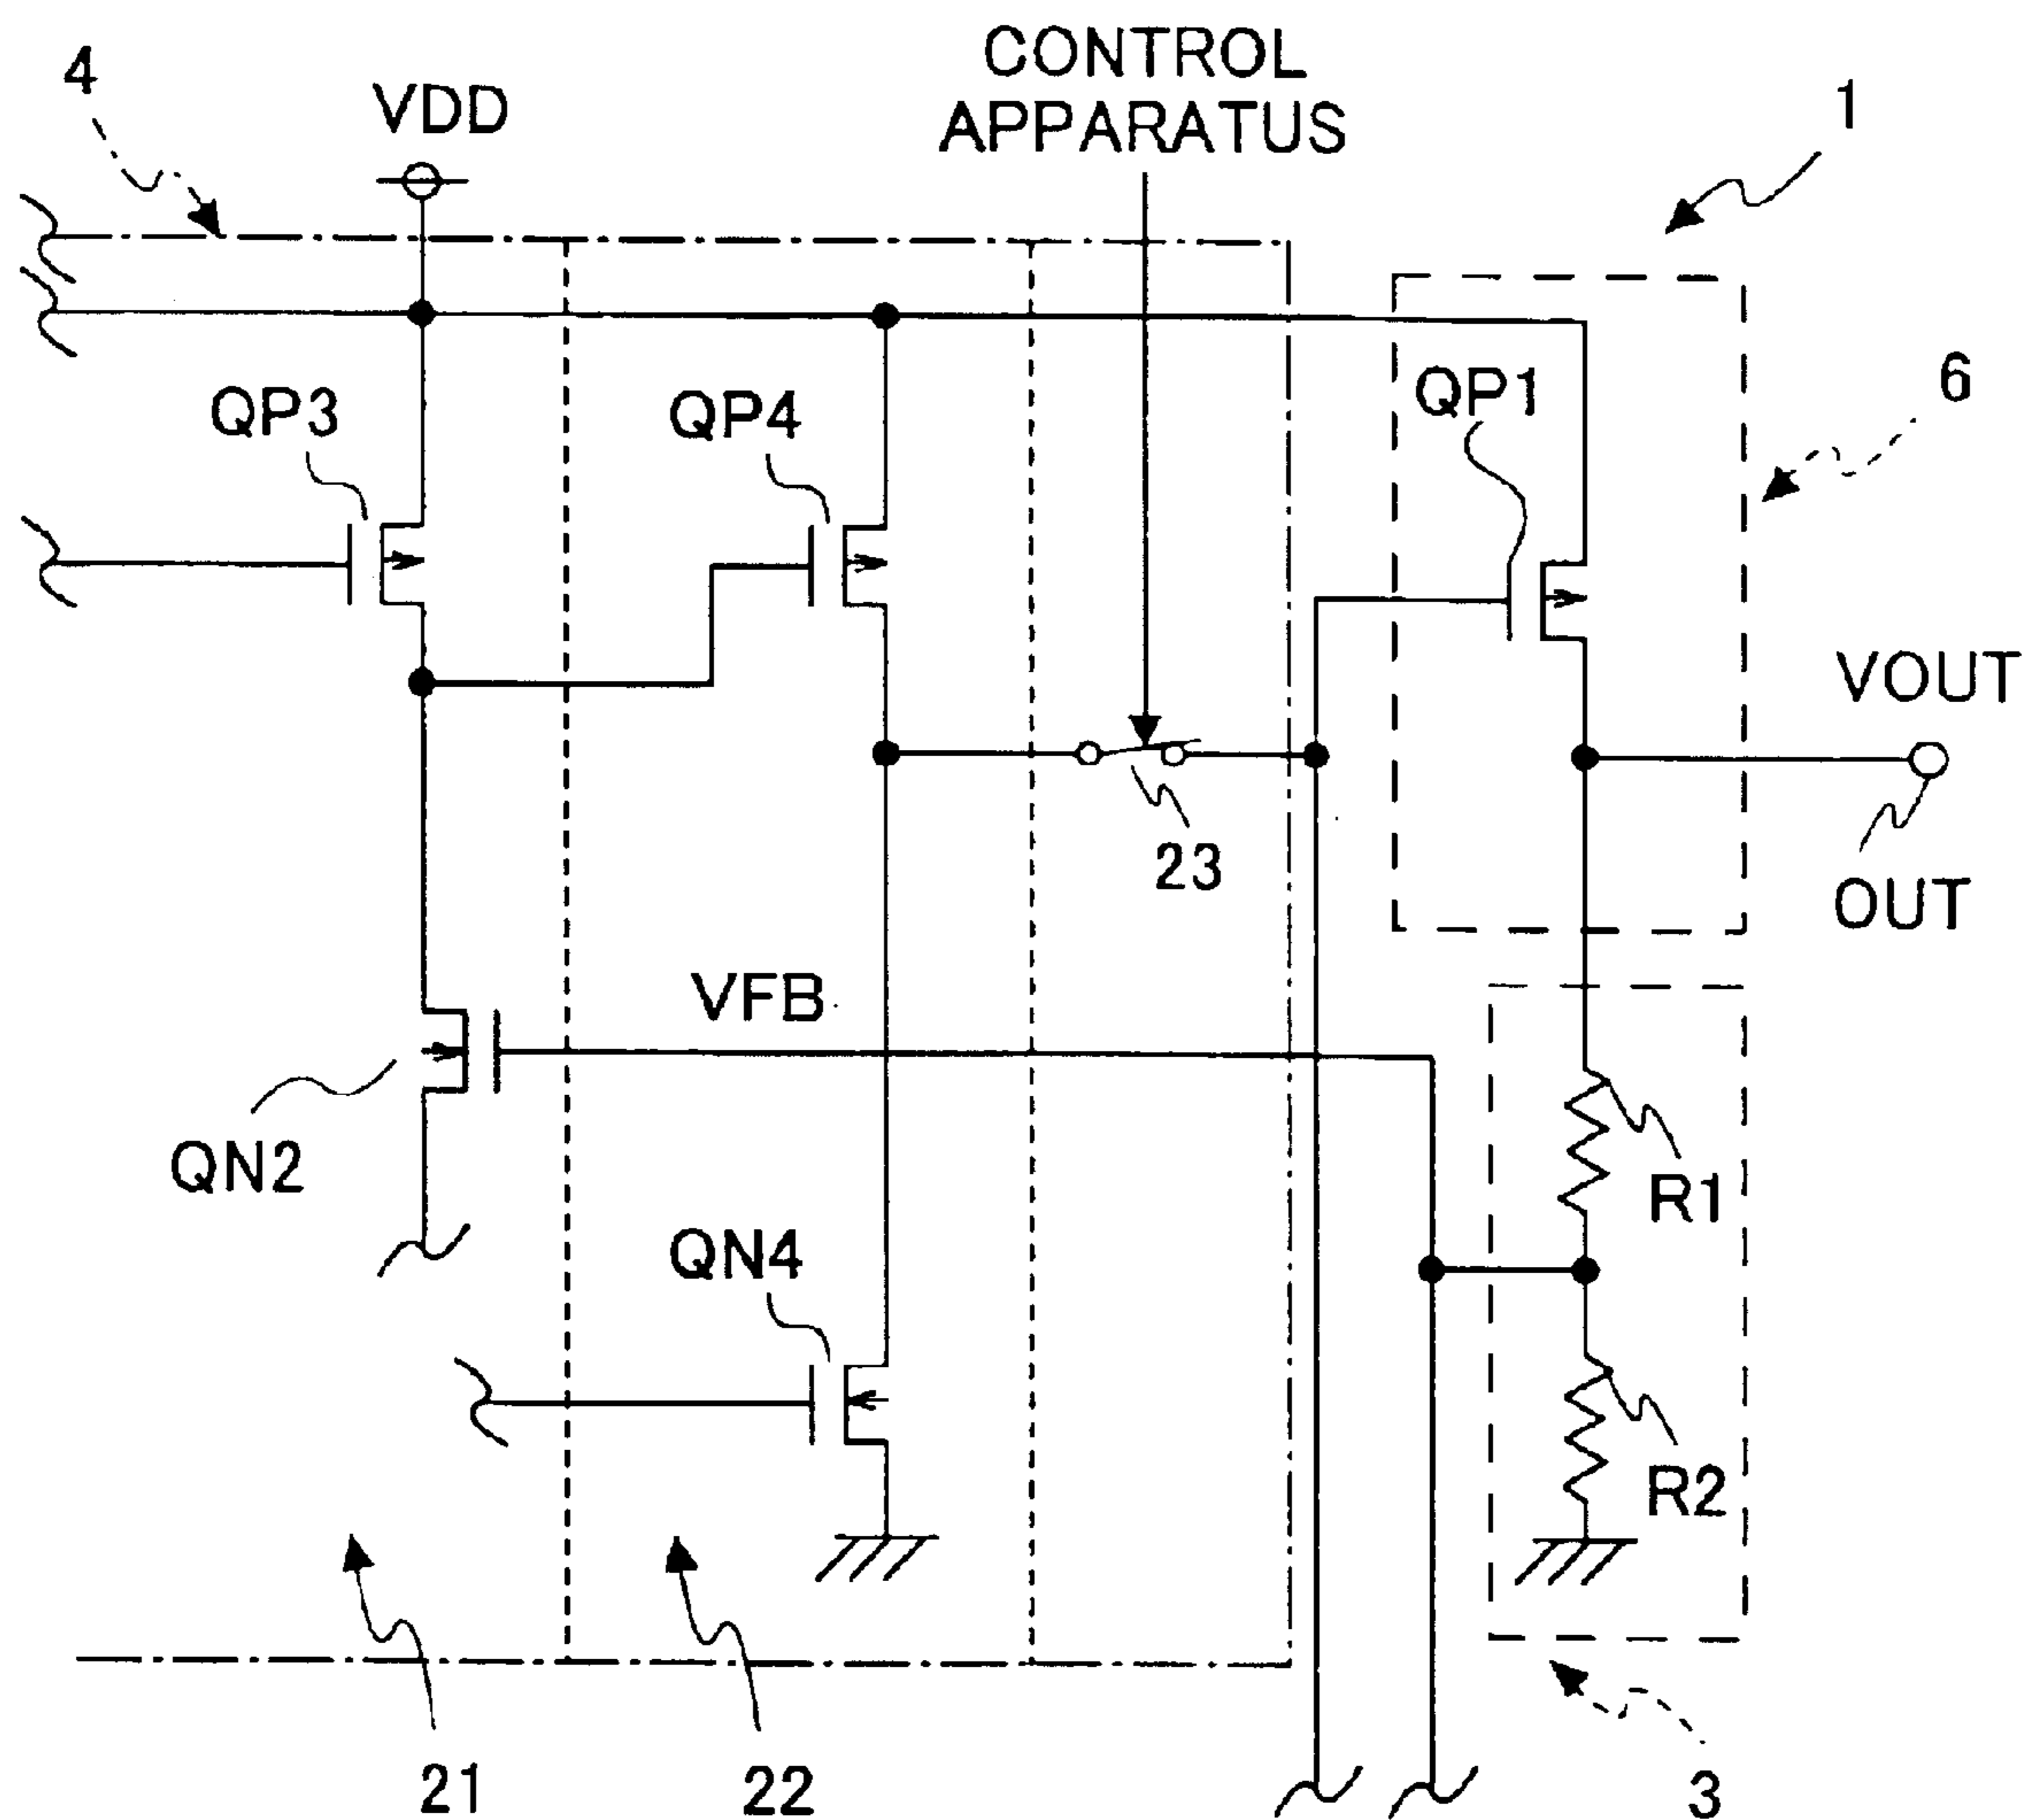 CONTROL
APPARATUS
4
VDD
1
QP3
QP4
QP1
6
VOUT
23
OUT
VFB
QN2
R1
QN4
R2
21
22
3